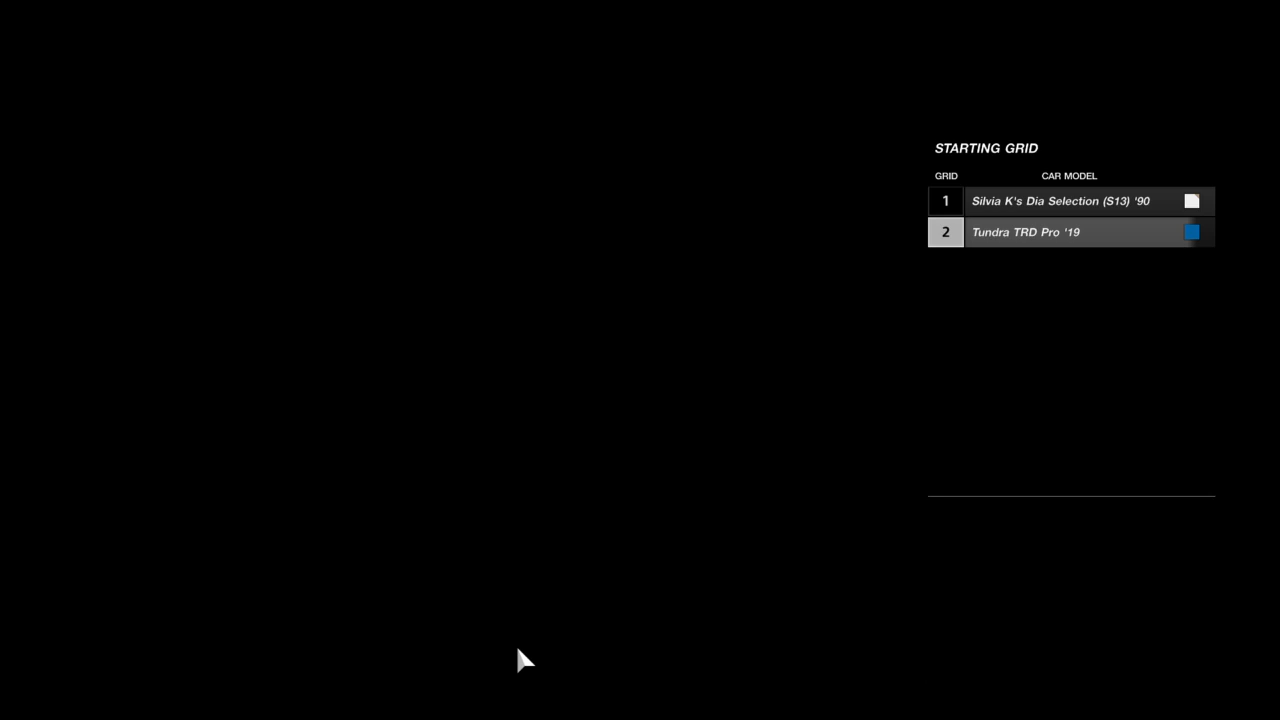 STARTING GRID
GRID CAR MODEL
1 Silvia K's Dia Selection (S13) '90
2 Tundra TRD Pro '19